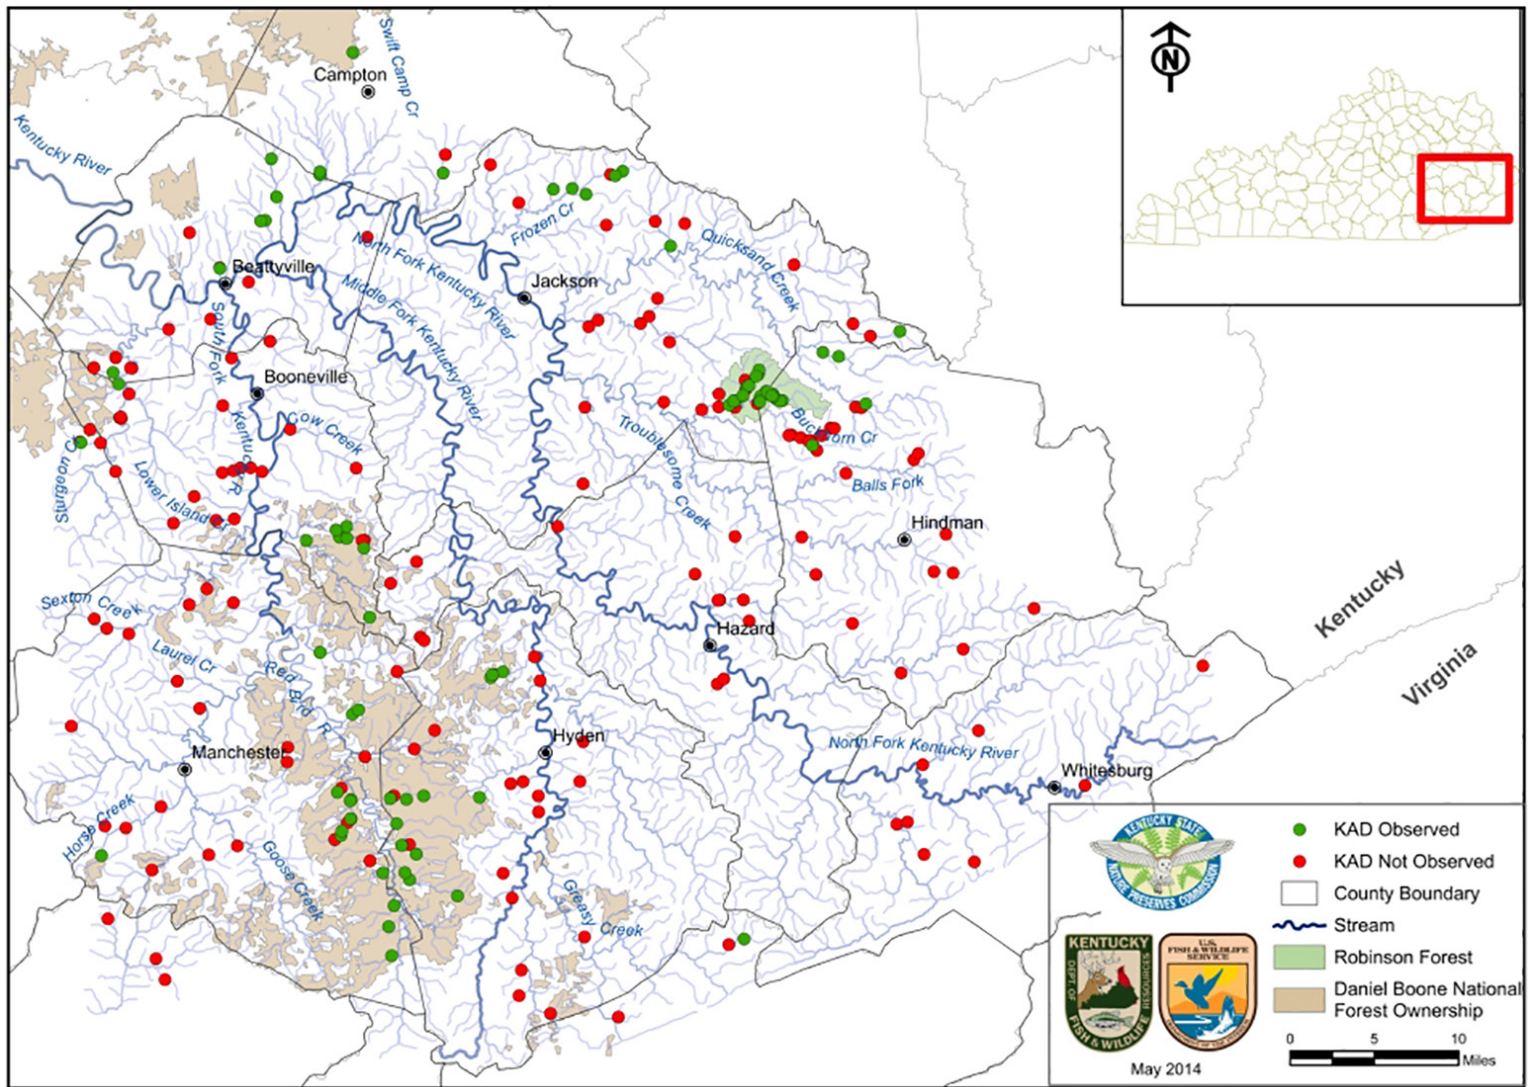 Swift Camp Cr
N
Campton
Kentucky River
Frozen Cr
Quicksand Creek
North Fork Kentucky River
Beattyville
Jackson
Middle Fork Kentucky River
South Fork
Kentucky R
Booneville
Cow Creek
Troublesome Creek
Buckhorn Cr
Balls Fork
Sturgeon Cr
Lower Island Cr
Hindman
Sexton Creek
Kentucky
Virginia
Hazard
Laurel Cr
Red Bird R
Manchester
Hyden
North Fork Kentucky River
Whitesburg
Horse Creek
Goose Creek
Greasy Creek
KENTUCKY STATE
NATURE PRESERVES COMMISSION
KAD Observed
KAD Not Observed
County Boundary
Stream
Robinson Forest
Daniel Boone National
Forest Ownership
KENTUCKY
DEPT OF
FISH & WILDLIFE
RESOURCES
U.S.
FISH & WILDLIFE
SERVICE
0 5 10
Miles
May 2014